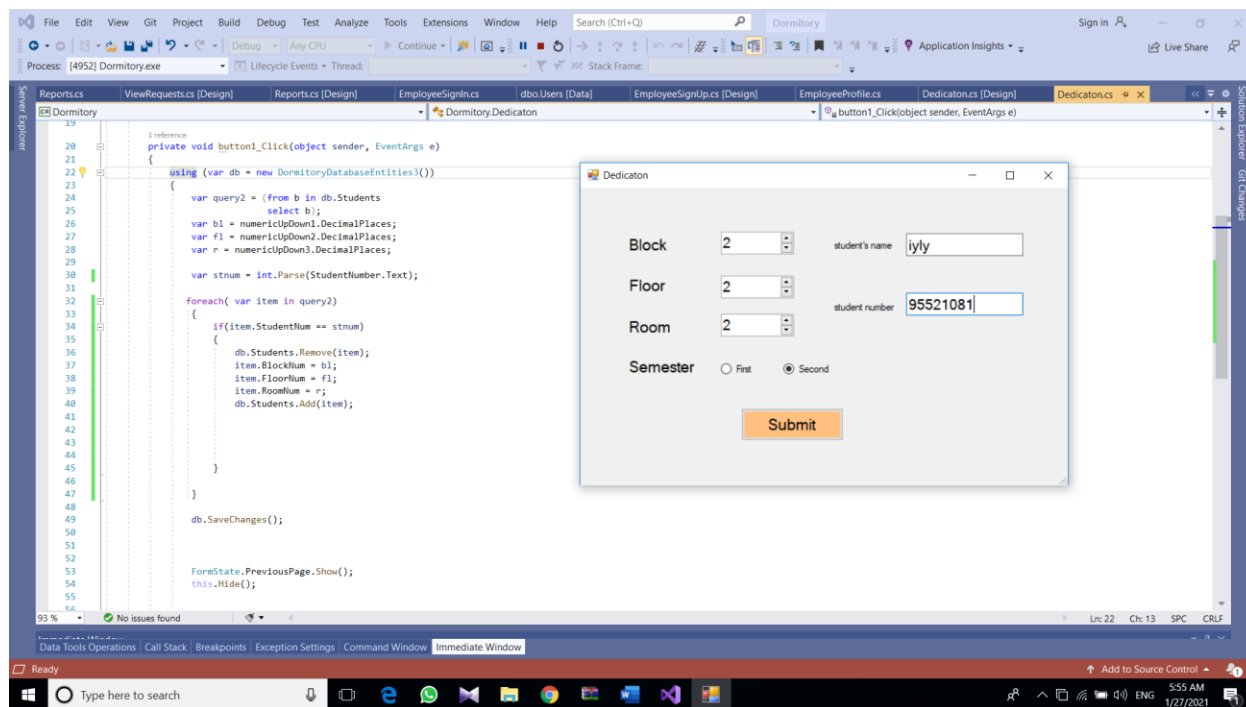 File Edit View Git Project Build Debug Test Analyze Tools Extensions Window Help Search (Ctrl+Q) Dormitory Sign in
Debug Any CPU Continue Application Insights Live Share
Process: [4952] Dormitory.exe Lifecycle Events Thread: Stack Frame:
Reports.cs ViewRequests.cs [Design] Reports.cs [Design] EmployeeSignIn.cs dbo.Users [Data] EmployeeSignUp.cs [Design] EmployeeProfile.cs Dedicaton.cs [Design] Dedicaton.cs
Server Explorer
Solution Explorer
Git Changes
Dormitory Dormitory.Dedicaton button1_Click(object sender, EventArgs e)
19
1 reference
20 private void button1_Click(object sender, EventArgs e)
21 {
22 using (var db = new DormitoryDatabaseEntities3())
23 {
24 var query2 = (from b in db.Students
25 select b);
26 var bl = numericUpDown1.DecimalPlaces;
27 var fl = numericUpDown2.DecimalPlaces;
28 var r = numericUpDown3.DecimalPlaces;
29
30 var stnum = int.Parse(StudentNumber.Text);
31
32 foreach( var item in query2)
33 {
34 if(item.StudentNum == stnum)
35 {
36 db.Students.Remove(item);
37 item.BlockNum = bl;
38 item.FloorNum = fl;
39 item.RoomNum = r;
40 db.Students.Add(item);
41
42
43
44
45 }
46
47 }
48
49 db.SaveChanges();
50
51
52
53 FormState.PreviousPage.Show();
54 this.Hide();
55
56
Dedicaton
Block 2 student's name iyly
Floor 2 student number 95521081
Room 2
Semester First Second
Submit
93 % No issues found Ln: 22 Ch: 13 SPC CRLF
Immediate Window
Data Tools Operations Call Stack Breakpoints Exception Settings Command Window Immediate Window
Ready Add to Source Control 1
Type here to search ENG 5:55 AM
1/27/2021 1